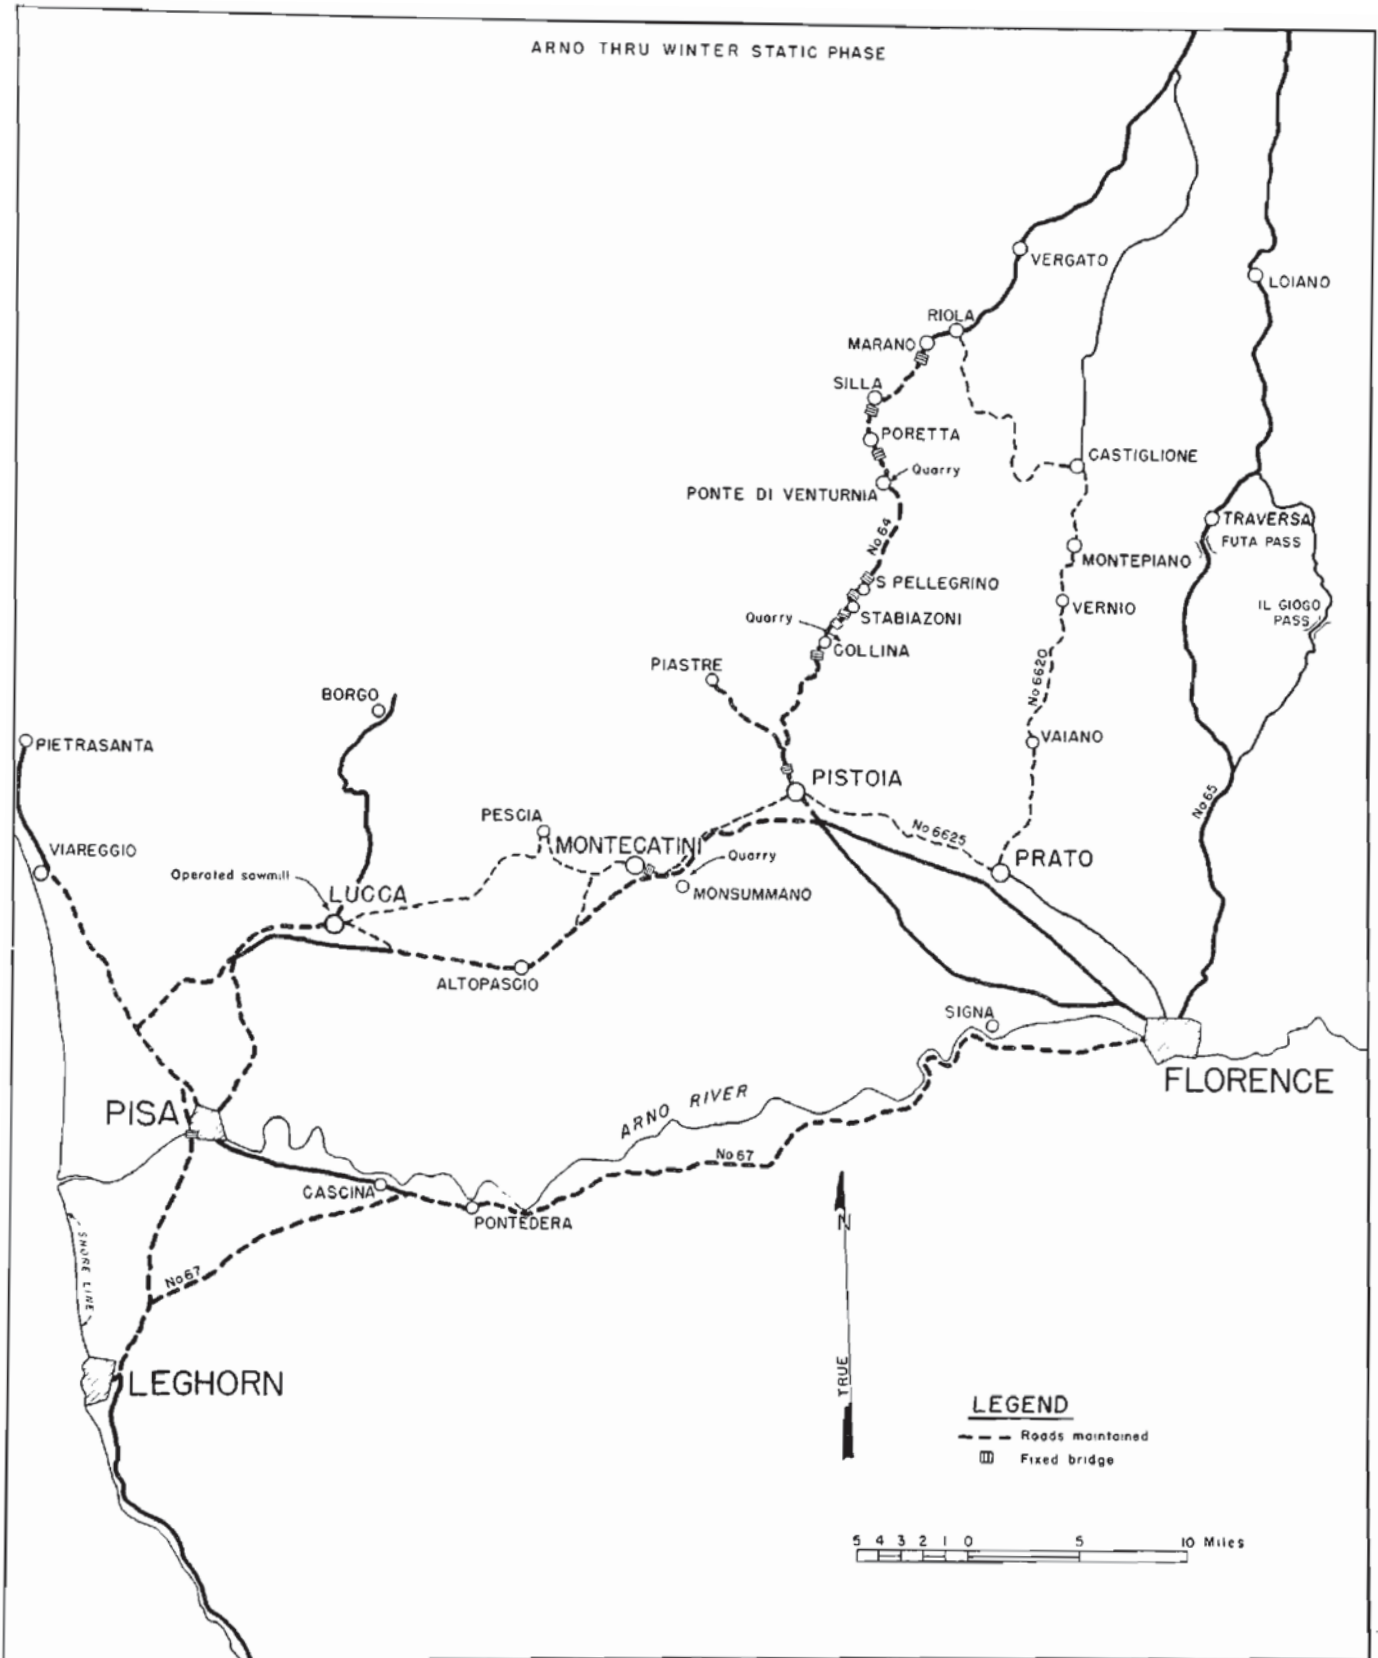 ARNO THRU WINTER STATIC PHASE
VERGATO
LOIANO
RIOLA
MARANO
SILLA
PORETTA
CASTIGLIONE
Quarry
PONTE DI VENTURNIA
TRAVERSA
FUTA PASS
No 64
MONTEPIANO
S PELLEGRINO
VERNIO
IL GIOGO
PASS
Quarry
STABIAZONI
COLLINA
PIASTRE
No 6620
BORGO
VAIANO
PIETRASANTA
PISTOIA
No 65
PESCIA
MONTECATINI
No 6625
VIAREGGIO
Quarry
PRATO
Operated sawmill
LUCCA
MONSUMMANO
ALTOPASCIO
SIGNA
FLORENCE
PISA
ARNO RIVER
No 67
CASCINA
PONTEDERA
N
SHORE LINE
No 67
TRUE
LEGHORN
LEGEND
Roads maintained
Fixed bridge
5 4 3 2 1 0 5 10 Miles